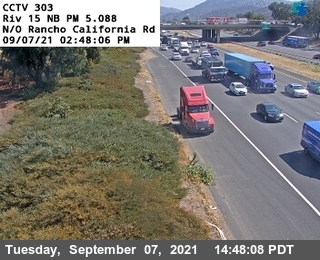 CCTV 303
Riv 15 NB PM 5.088
N/O Rancho California Rd
09/07/21 02:48:06 PM
Tuesday, September 07, 2021 14:48:08 PDT